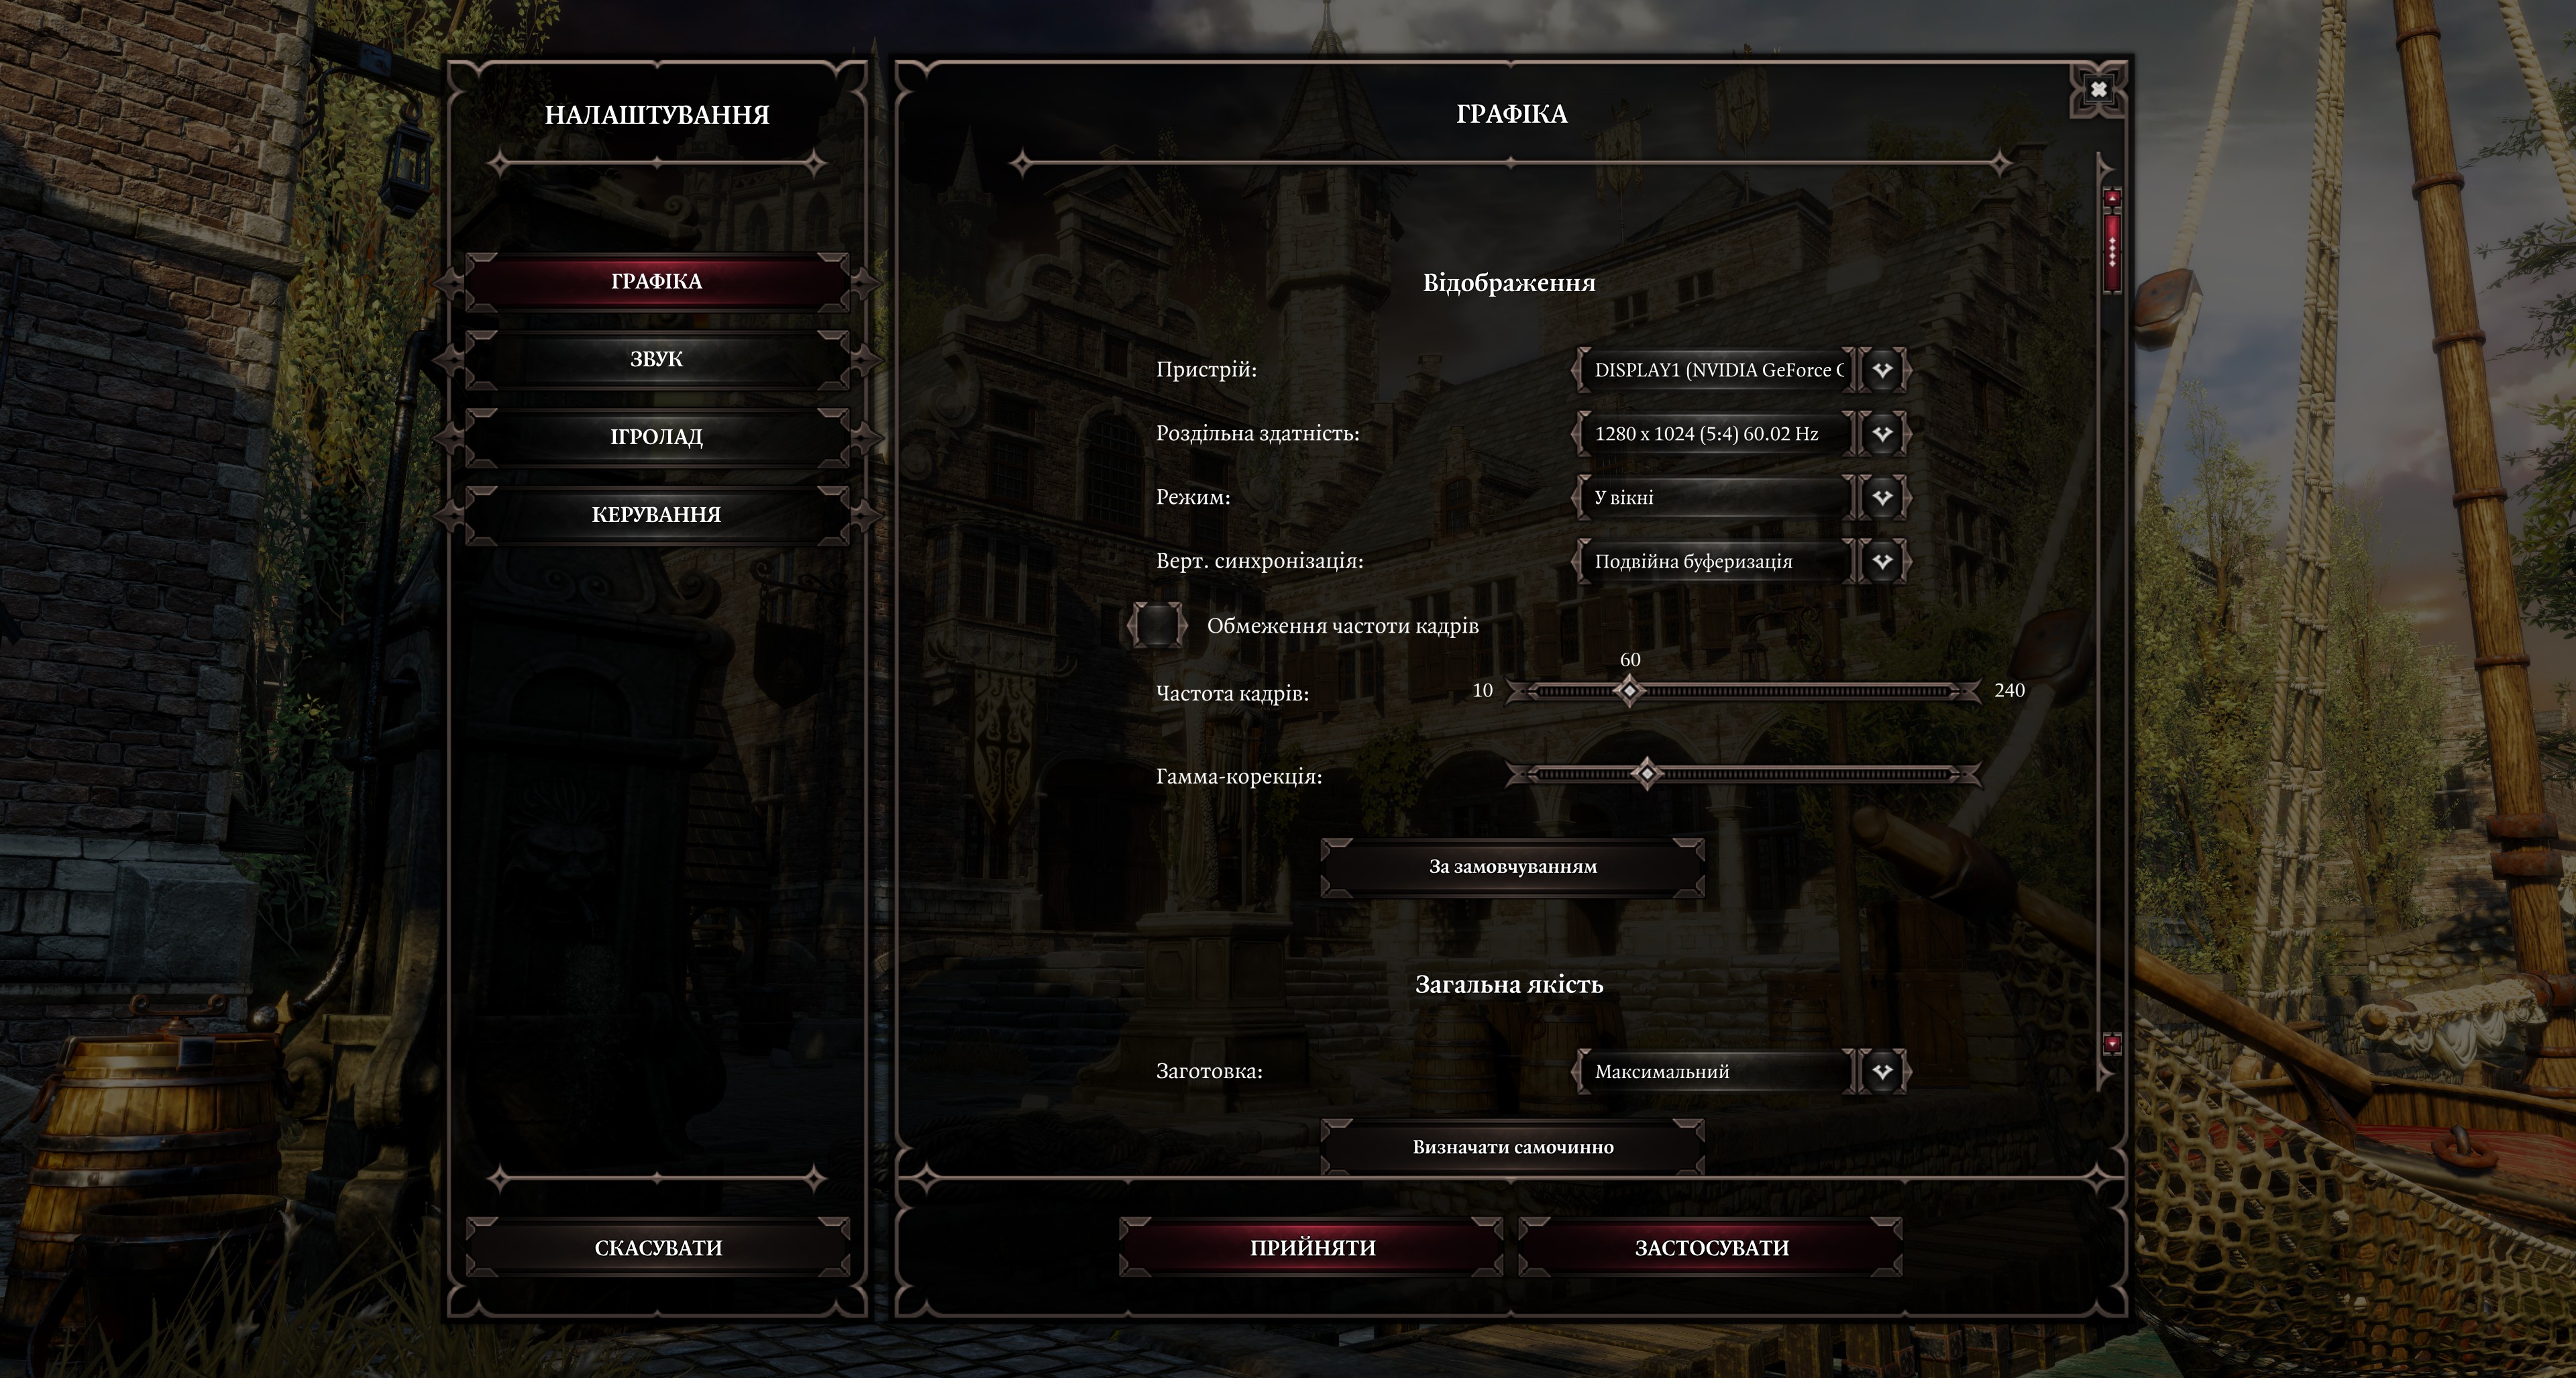 НАЛАШТУВАННЯ
ГРАФІКА
ЗВУК
ІГРОЛАД
КЕРУВАННЯ
СКАСУВАТИ
ГРАФІКА
Відображення
Пристрій: DISPLAY1 (NVIDIA GeForce
Роздільна здатність: 1280 x 1024 (5:4) 60.02 Hz
Режим: У вікні
Верт. синхронізація: Подвійна буферизація
Обмеження частоти кадрів
60
Частота кадрів: 10 240
Гамма-корекція:
За замовчуванням
Загальна якість
Заготовка: Максимальний
Визначати самочинно
ПРИЙНЯТИ ЗАСТОСУВАТИ